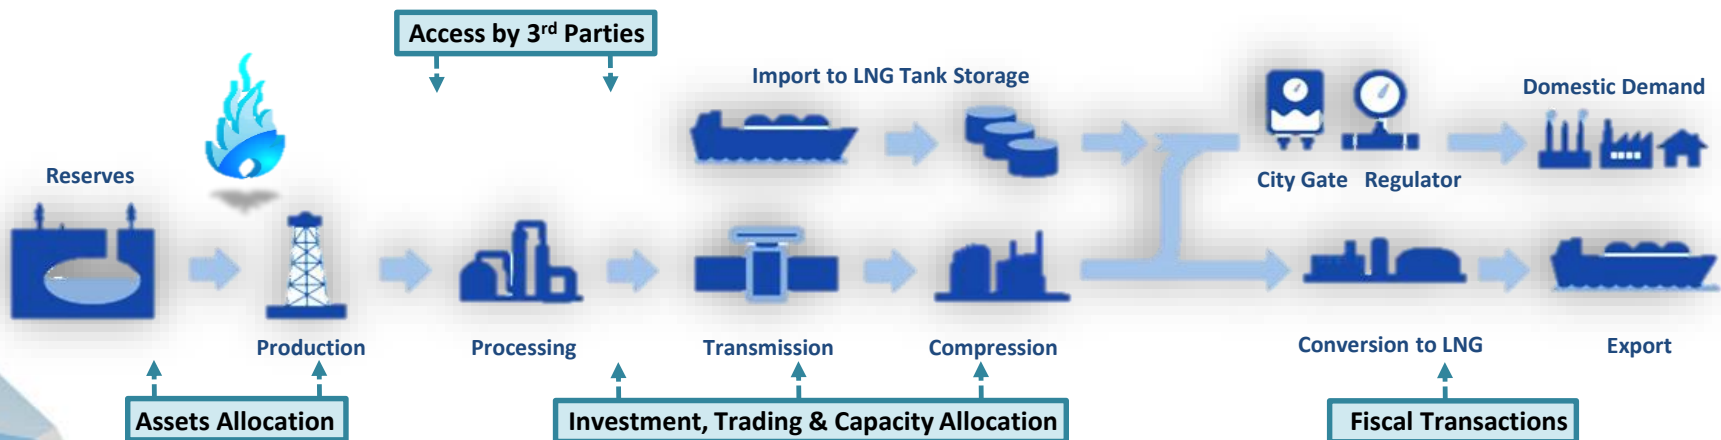 Access by 3rd Parties
Import to LNG Tank Storage
Domestic Demand
Reserves
City Gate Regulator
Production
Processing
Transmission
Compression
Conversion to LNG
Export
Assets Allocation
Investment, Trading & Capacity Allocation
Fiscal Transactions